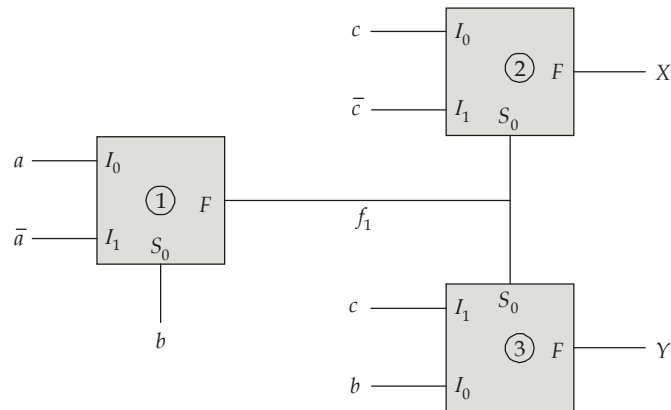 c I₀
② F X
c̅ I₁
S₀
a I₀
① F
f₁
a̅ I₁
S₀
b
S₀
c I₁
③ F Y
b I₀